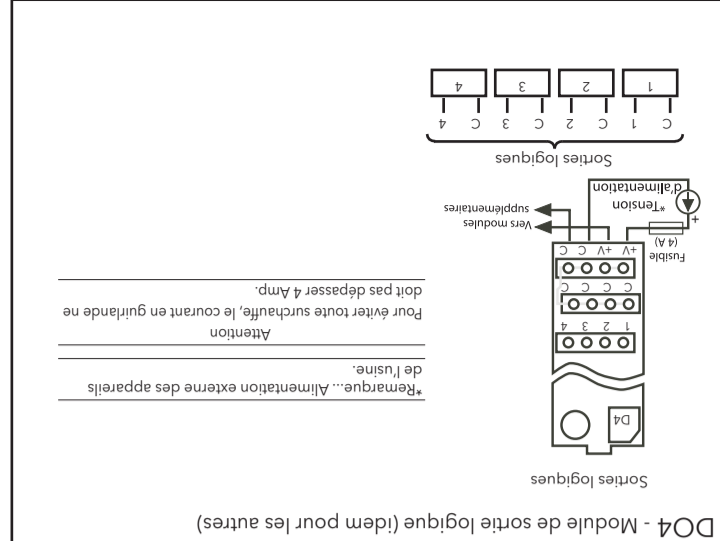 DO4 - Module de sortie logique (idem pour les autres)
Sorties logiques
D4
1 2 3 4
C C C C
+V +V C C
Fusible
(4 A)
+
*Tension
d'alimentation
Vers modules
supplémentaires
*Remarque... Alimentation externe des appareils
de l'usine.
Attention
Pour éviter toute surchauffe, le courant en guirlande ne
doit pas dépasser 4 Amp.
Sorties logiques
C 1 C 2 C 3 C 4
1 2 3 4